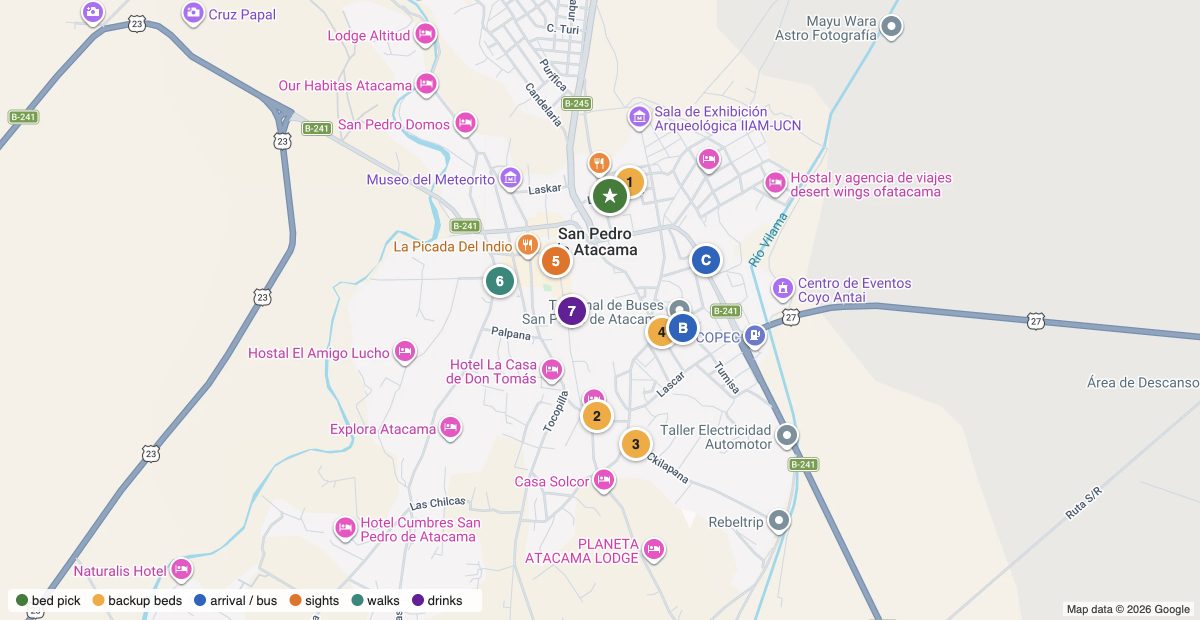 23
Cruz Papal
Lodge Altitud
C. Turi
Mayu Wara
Astro Fotografía
Purifica
Candelaria
Our Habitas Atacama
B-245
B-241
B-241
San Pedro Domos
23
Sala de Exhibición
Arqueológica IIAM-UCN
Museo del Meteorito
Laskar
1
★
Hostal y agencia de viajes
desert wings ofatacama
B-241
La Picada Del Indio
San Pedro
Atacama
5
C
Río Vilama
6
7
Centro de Eventos
Coyo Antai
23
B-241
27
27
San P
de Atacam
4
B
COPEC
Palpana
Hostal El Amigo Lucho
Hotel La Casa
de Don Tomás
Lascar
Tumisa
Área de Descanso
Tocopilla
2
3
Explora Atacama
Taller Electricidad
Automotor
23
B-241
Ckilapana
Casa Solcor
Las Chilcas
Ruta S/R
Hotel Cumbres San
Pedro de Atacama
Rebeltrip
PLANETA
ATACAMA LODGE
Naturalis Hotel
bed pick
backup beds
arrival / bus
sights
walks
drinks
Map data © 2026 Google